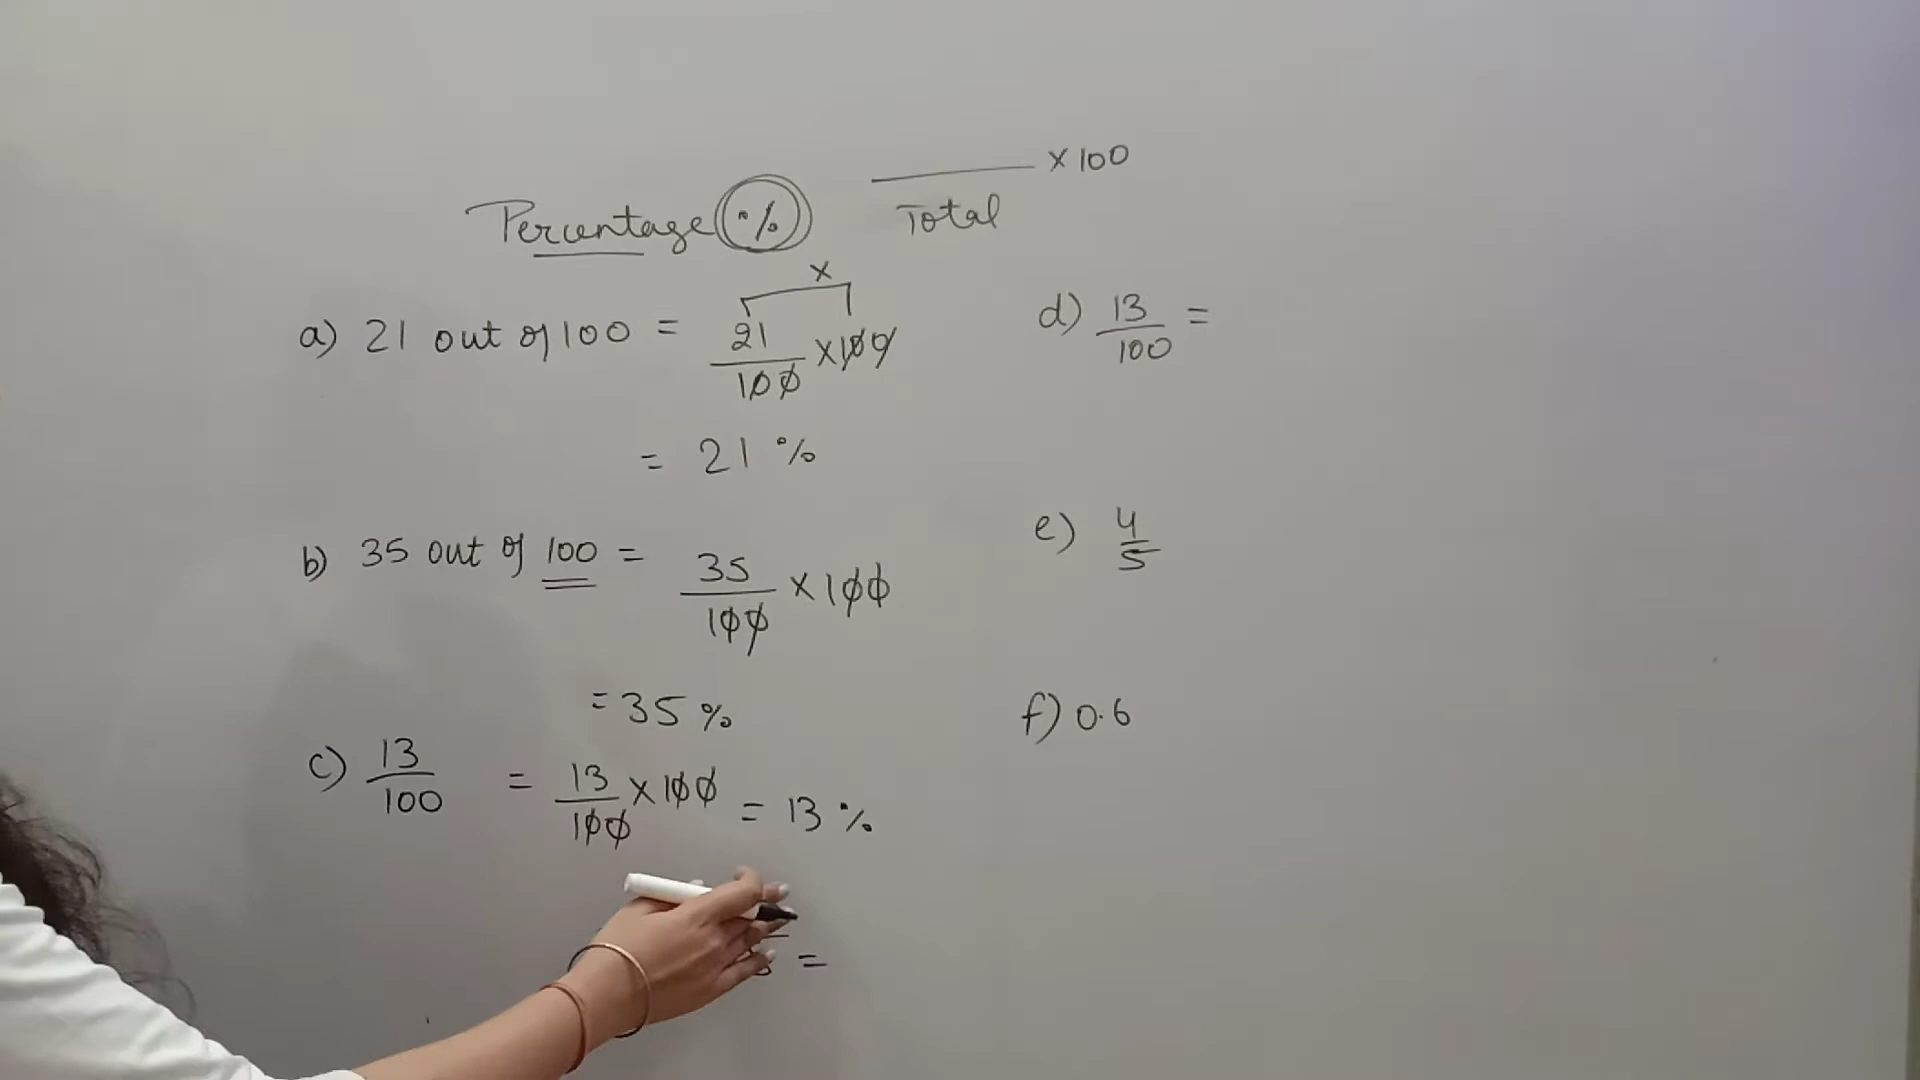 Percentage % ___ × 100
Total
×
a) 21 out of 100 = 21/100 × 100
= 21 %
b) 35 out of 100 = 35/100 × 100
= 35 %
c) 13/100 = 13/100 × 100 = 13 %
=
d) 13/100 =
e) 4/5
f) 0.6